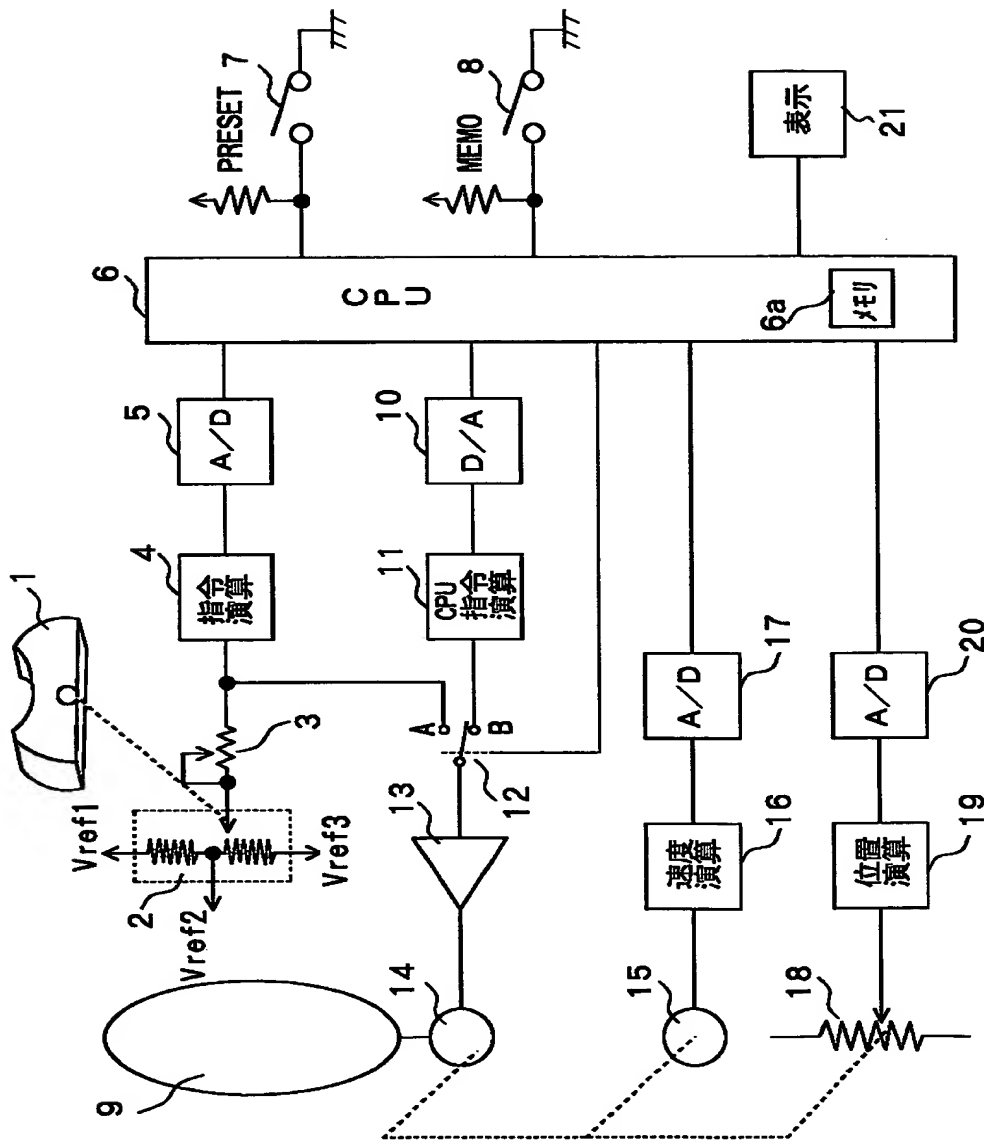 1
Vref1
2
Vref2
Vref3
3
4
指令
演算
5
A/D
6
CPU
PRESET
7
MEMO
8
9
10
D/A
11
CPU
指令
演算
A
B
12
13
14
15
16
速度
演算
17
A/D
18
19
位置
演算
20
A/D
6a
メモリ
表示
21